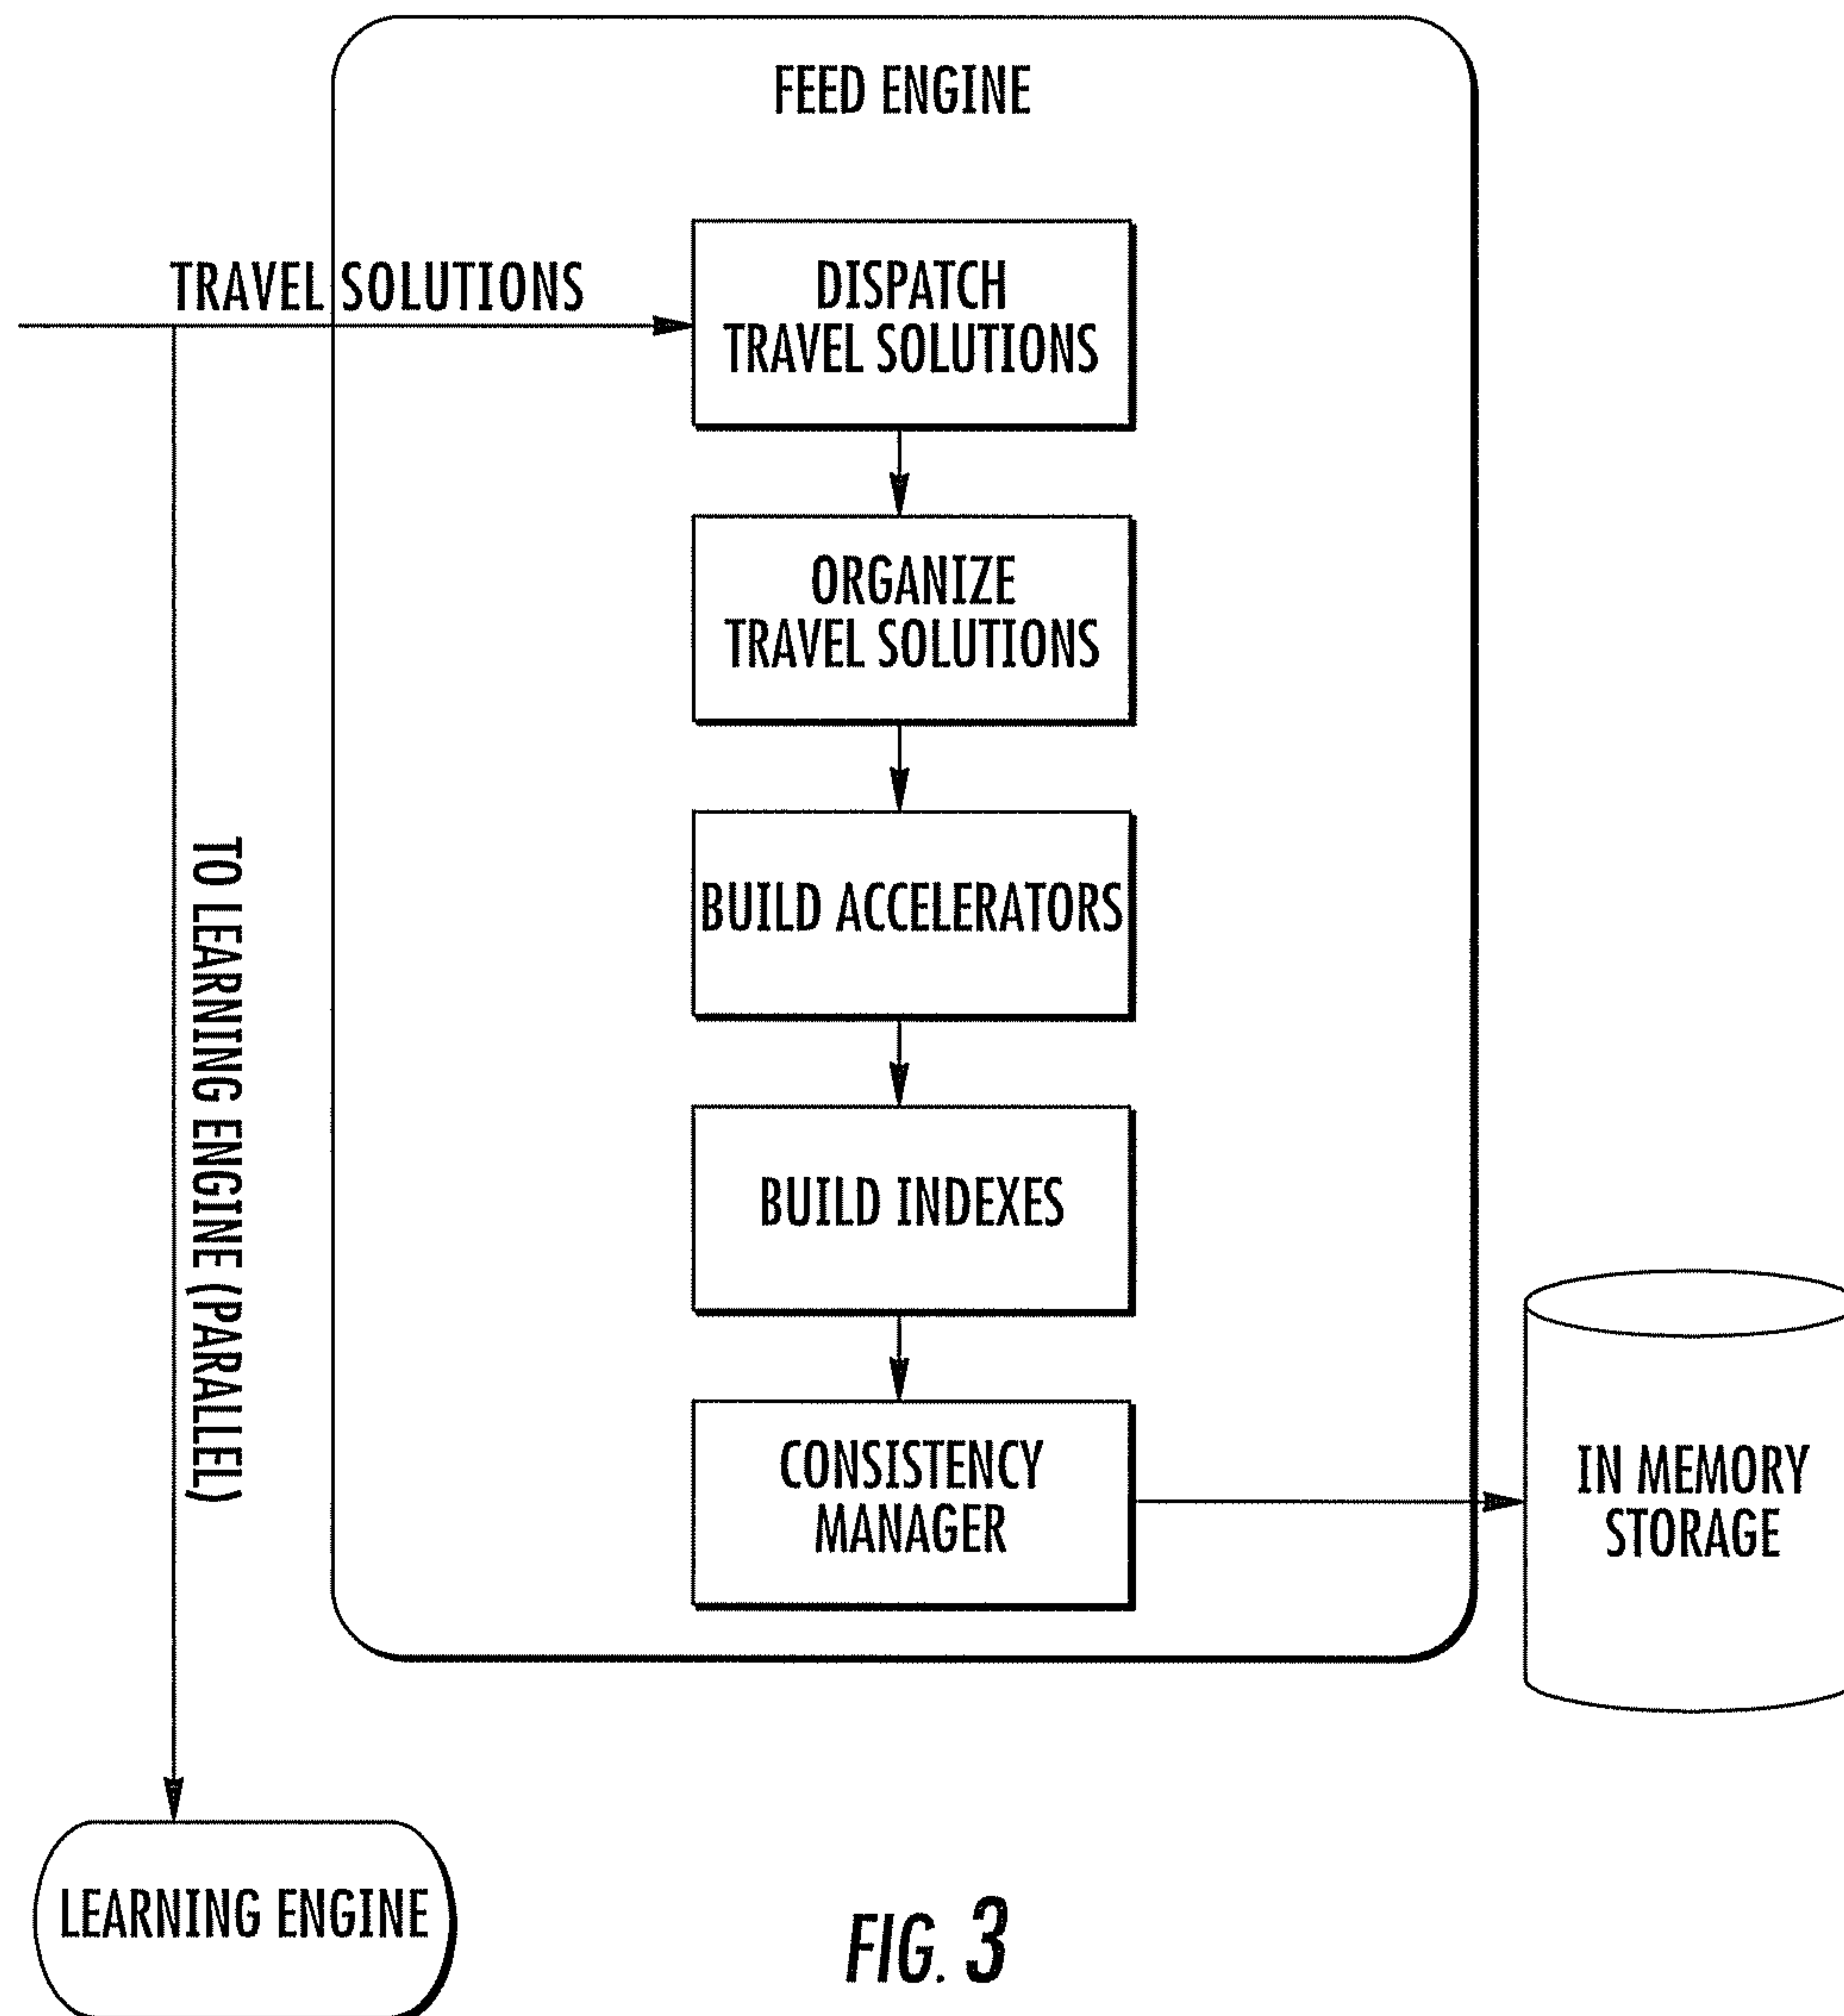 FEED ENGINE
TRAVEL SOLUTIONS
DISPATCH
TRAVEL SOLUTIONS
ORGANIZE
TRAVEL SOLUTIONS
BUILD ACCELERATORS
TO LEARNING ENGINE (PARALLEL)
BUILD INDEXES
CONSISTENCY
MANAGER
IN MEMORY
STORAGE
LEARNING ENGINE
FIG. 3